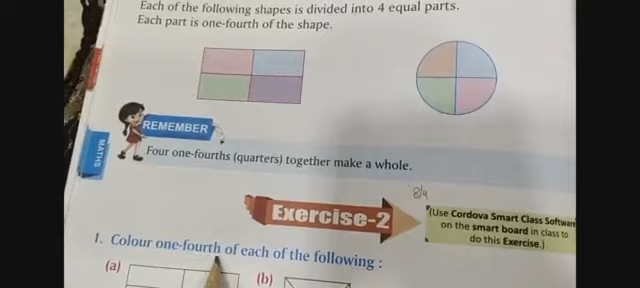 Each of the following shapes is divided into 4 equal parts.
Each part is one-fourth of the shape.
REMEMBER
MATHS
Four one-fourths (quarters) together make a whole.
8/4
Exercise-2
(Use Cordova Smart Class Software
on the smart board in class to
do this Exercise.)
1. Colour one-fourth of each of the following :
(a)
(b)